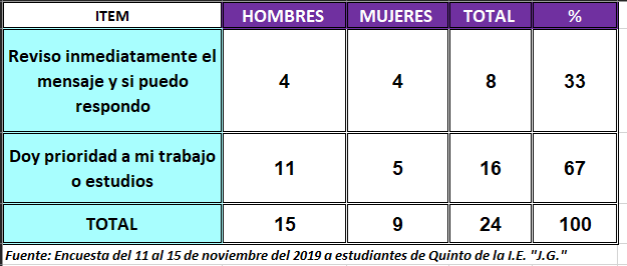 ITEM HOMBRES MUJERES TOTAL %
Reviso inmediatamente el
mensaje y si puedo
respondo
4 4 8 33
Doy prioridad a mi trabajo
o estudios
11 5 16 67
TOTAL 15 9 24 100
Fuente: Encuesta del 11 al 15 de noviembre del 2019 a estudiantes de Quinto de la I.E. "J.G."